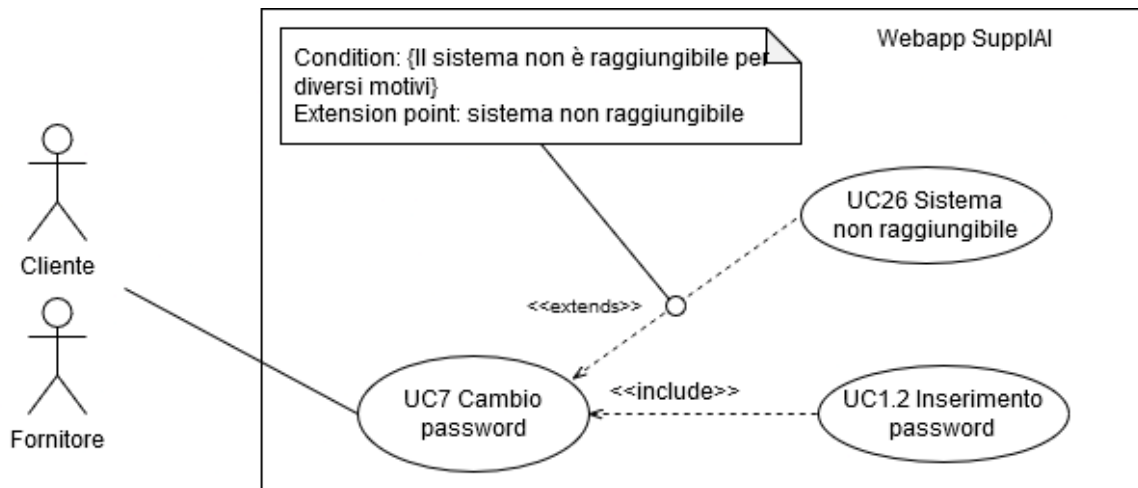 Webapp SupplAI
Condition: {Il sistema non è raggiungibile per
diversi motivi}
Extension point: sistema non raggiungibile
UC26 Sistema
non raggiungibile
Cliente
<<extends>>
UC7 Cambio
password
<<include>>
UC1.2 Inserimento
password
Fornitore